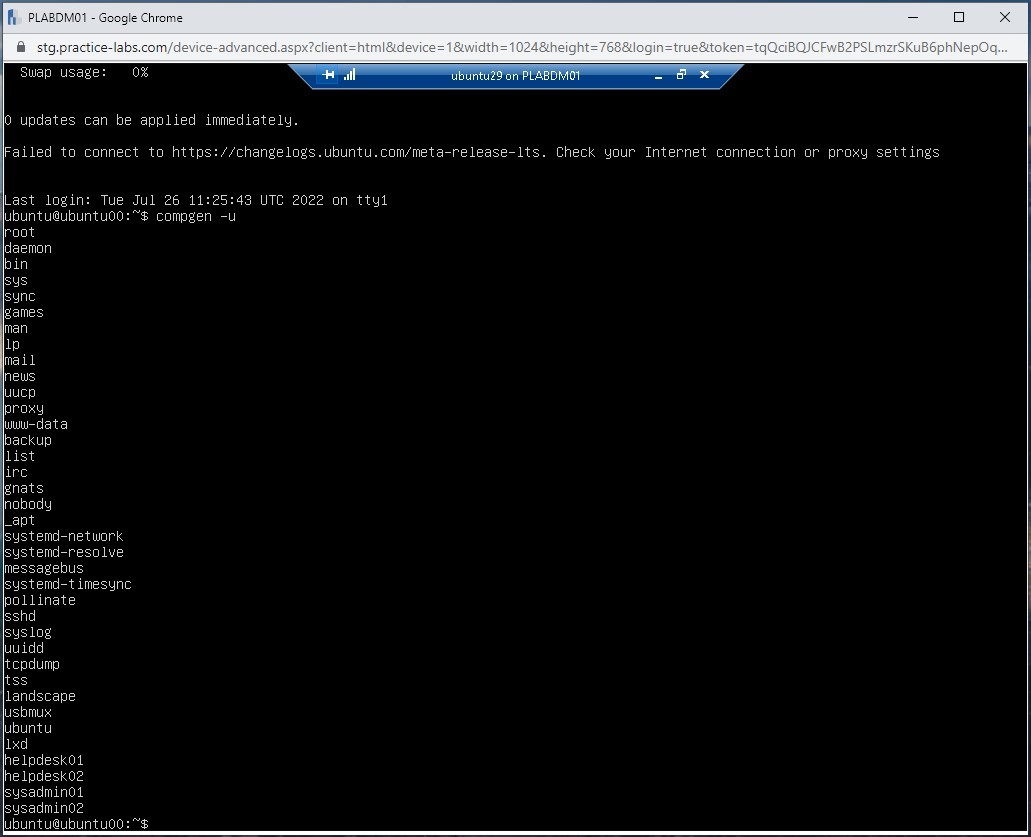 PLABDM01 - Google Chrome
stg.practice-labs.com/device-advanced.aspx?client=html&device=1&width=1024&height=768&login=true&token=tqQciBQJCFwB2PSLmzrSKuB6phNepOq...
ubuntu29 on PLABDM01
Swap usage: 0%
0 updates can be applied immediately.
Failed to connect to https://changelogs.ubuntu.com/meta-release-lts. Check your Internet connection or proxy settings
Last login: Tue Jul 26 11:25:43 UTC 2022 on tty1
ubuntu@ubuntu00:~$ compgen -u
root
daemon
bin
sys
sync
games
man
lp
mail
news
uucp
proxy
www-data
backup
list
irc
gnats
nobody
_apt
systemd-network
systemd-resolve
messagebus
systemd-timesync
pollinate
sshd
syslog
uuidd
tcpdump
tss
landscape
usbmux
ubuntu
lxd
helpdesk01
helpdesk02
sysadmin01
sysadmin02
ubuntu@ubuntu00:~$